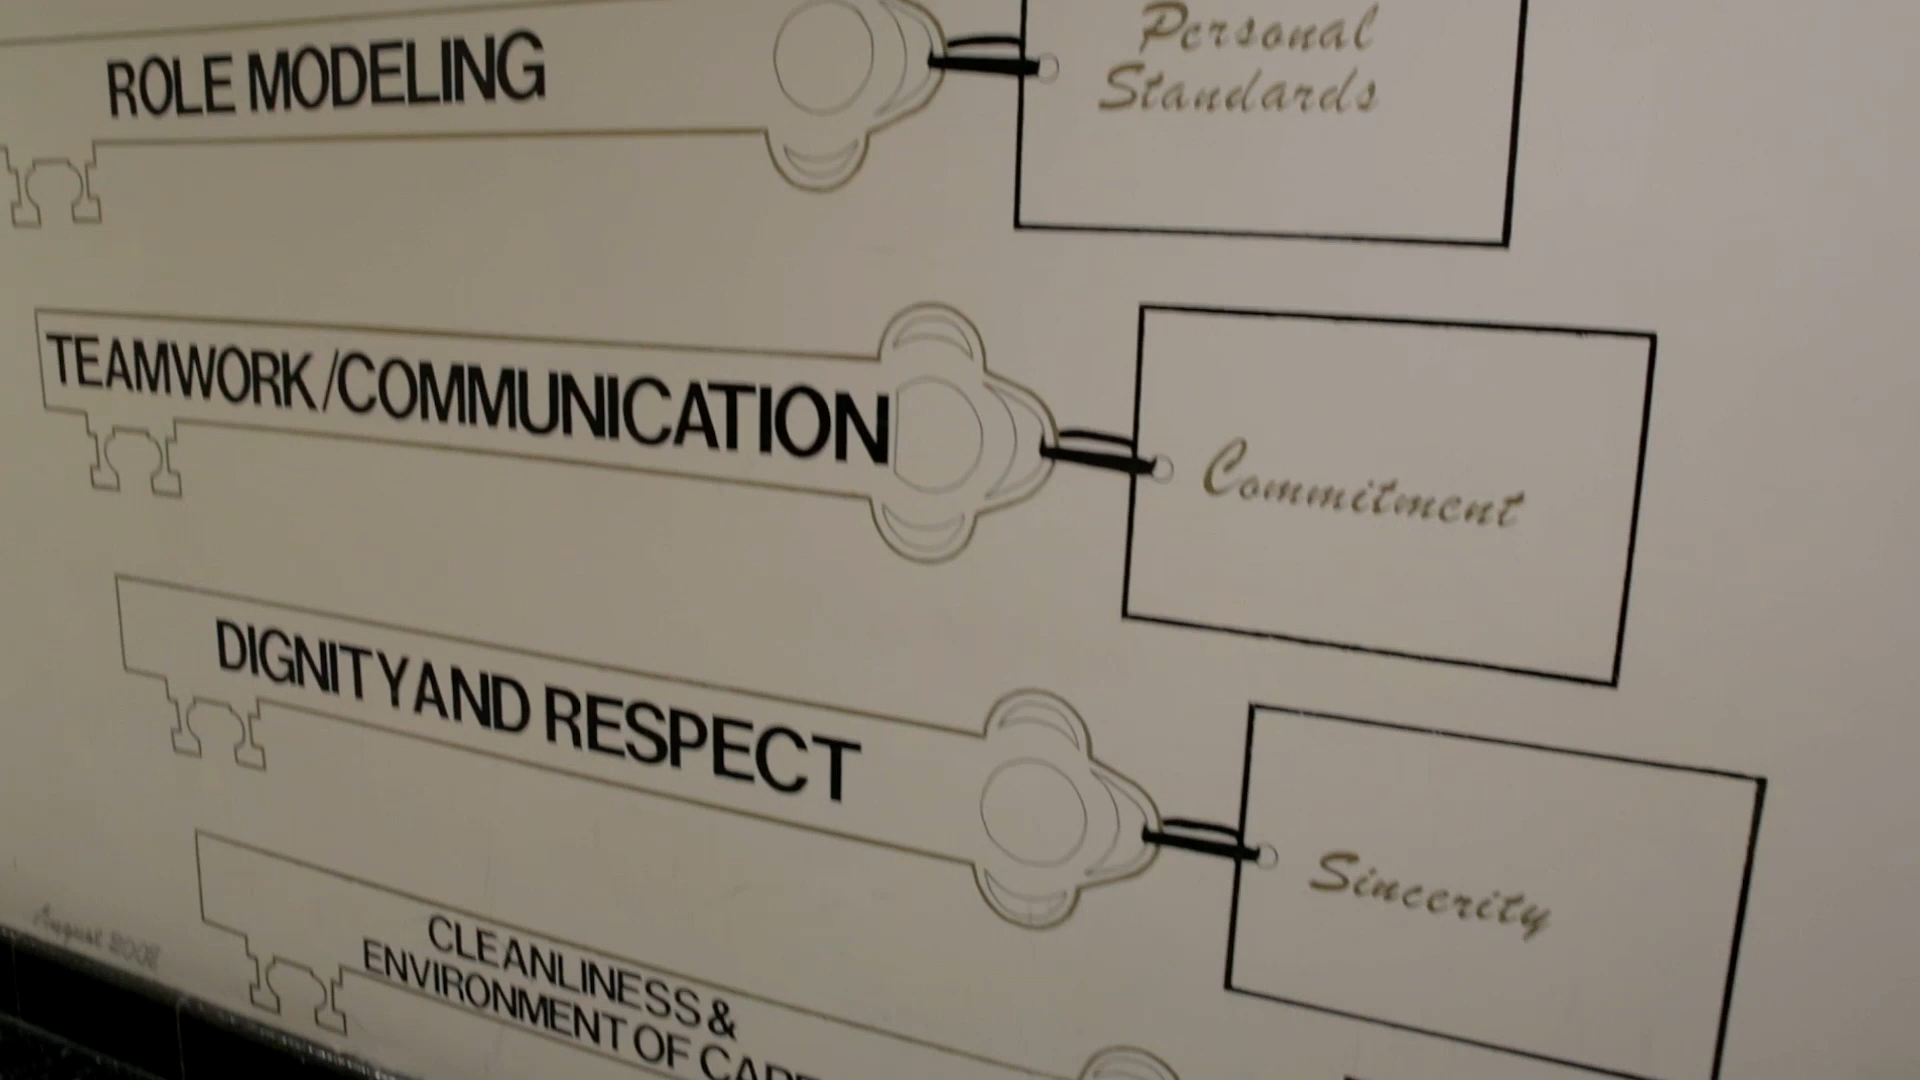 ROLE MODELING
Personal
Standards
TEAMWORK/COMMUNICATION
Commitment
DIGNITY AND RESPECT
Sincerity
CLEANLINESS &
ENVIRONMENT OF
August 2008